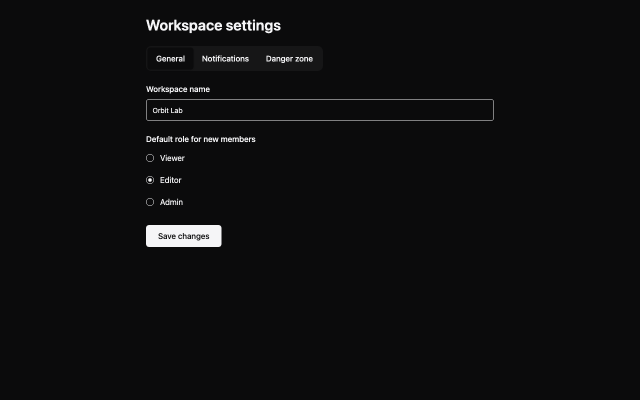 Workspace settings
General Notifications Danger zone
Workspace name
Orbit Lab
Default role for new members
Viewer
Editor
Admin
Save changes